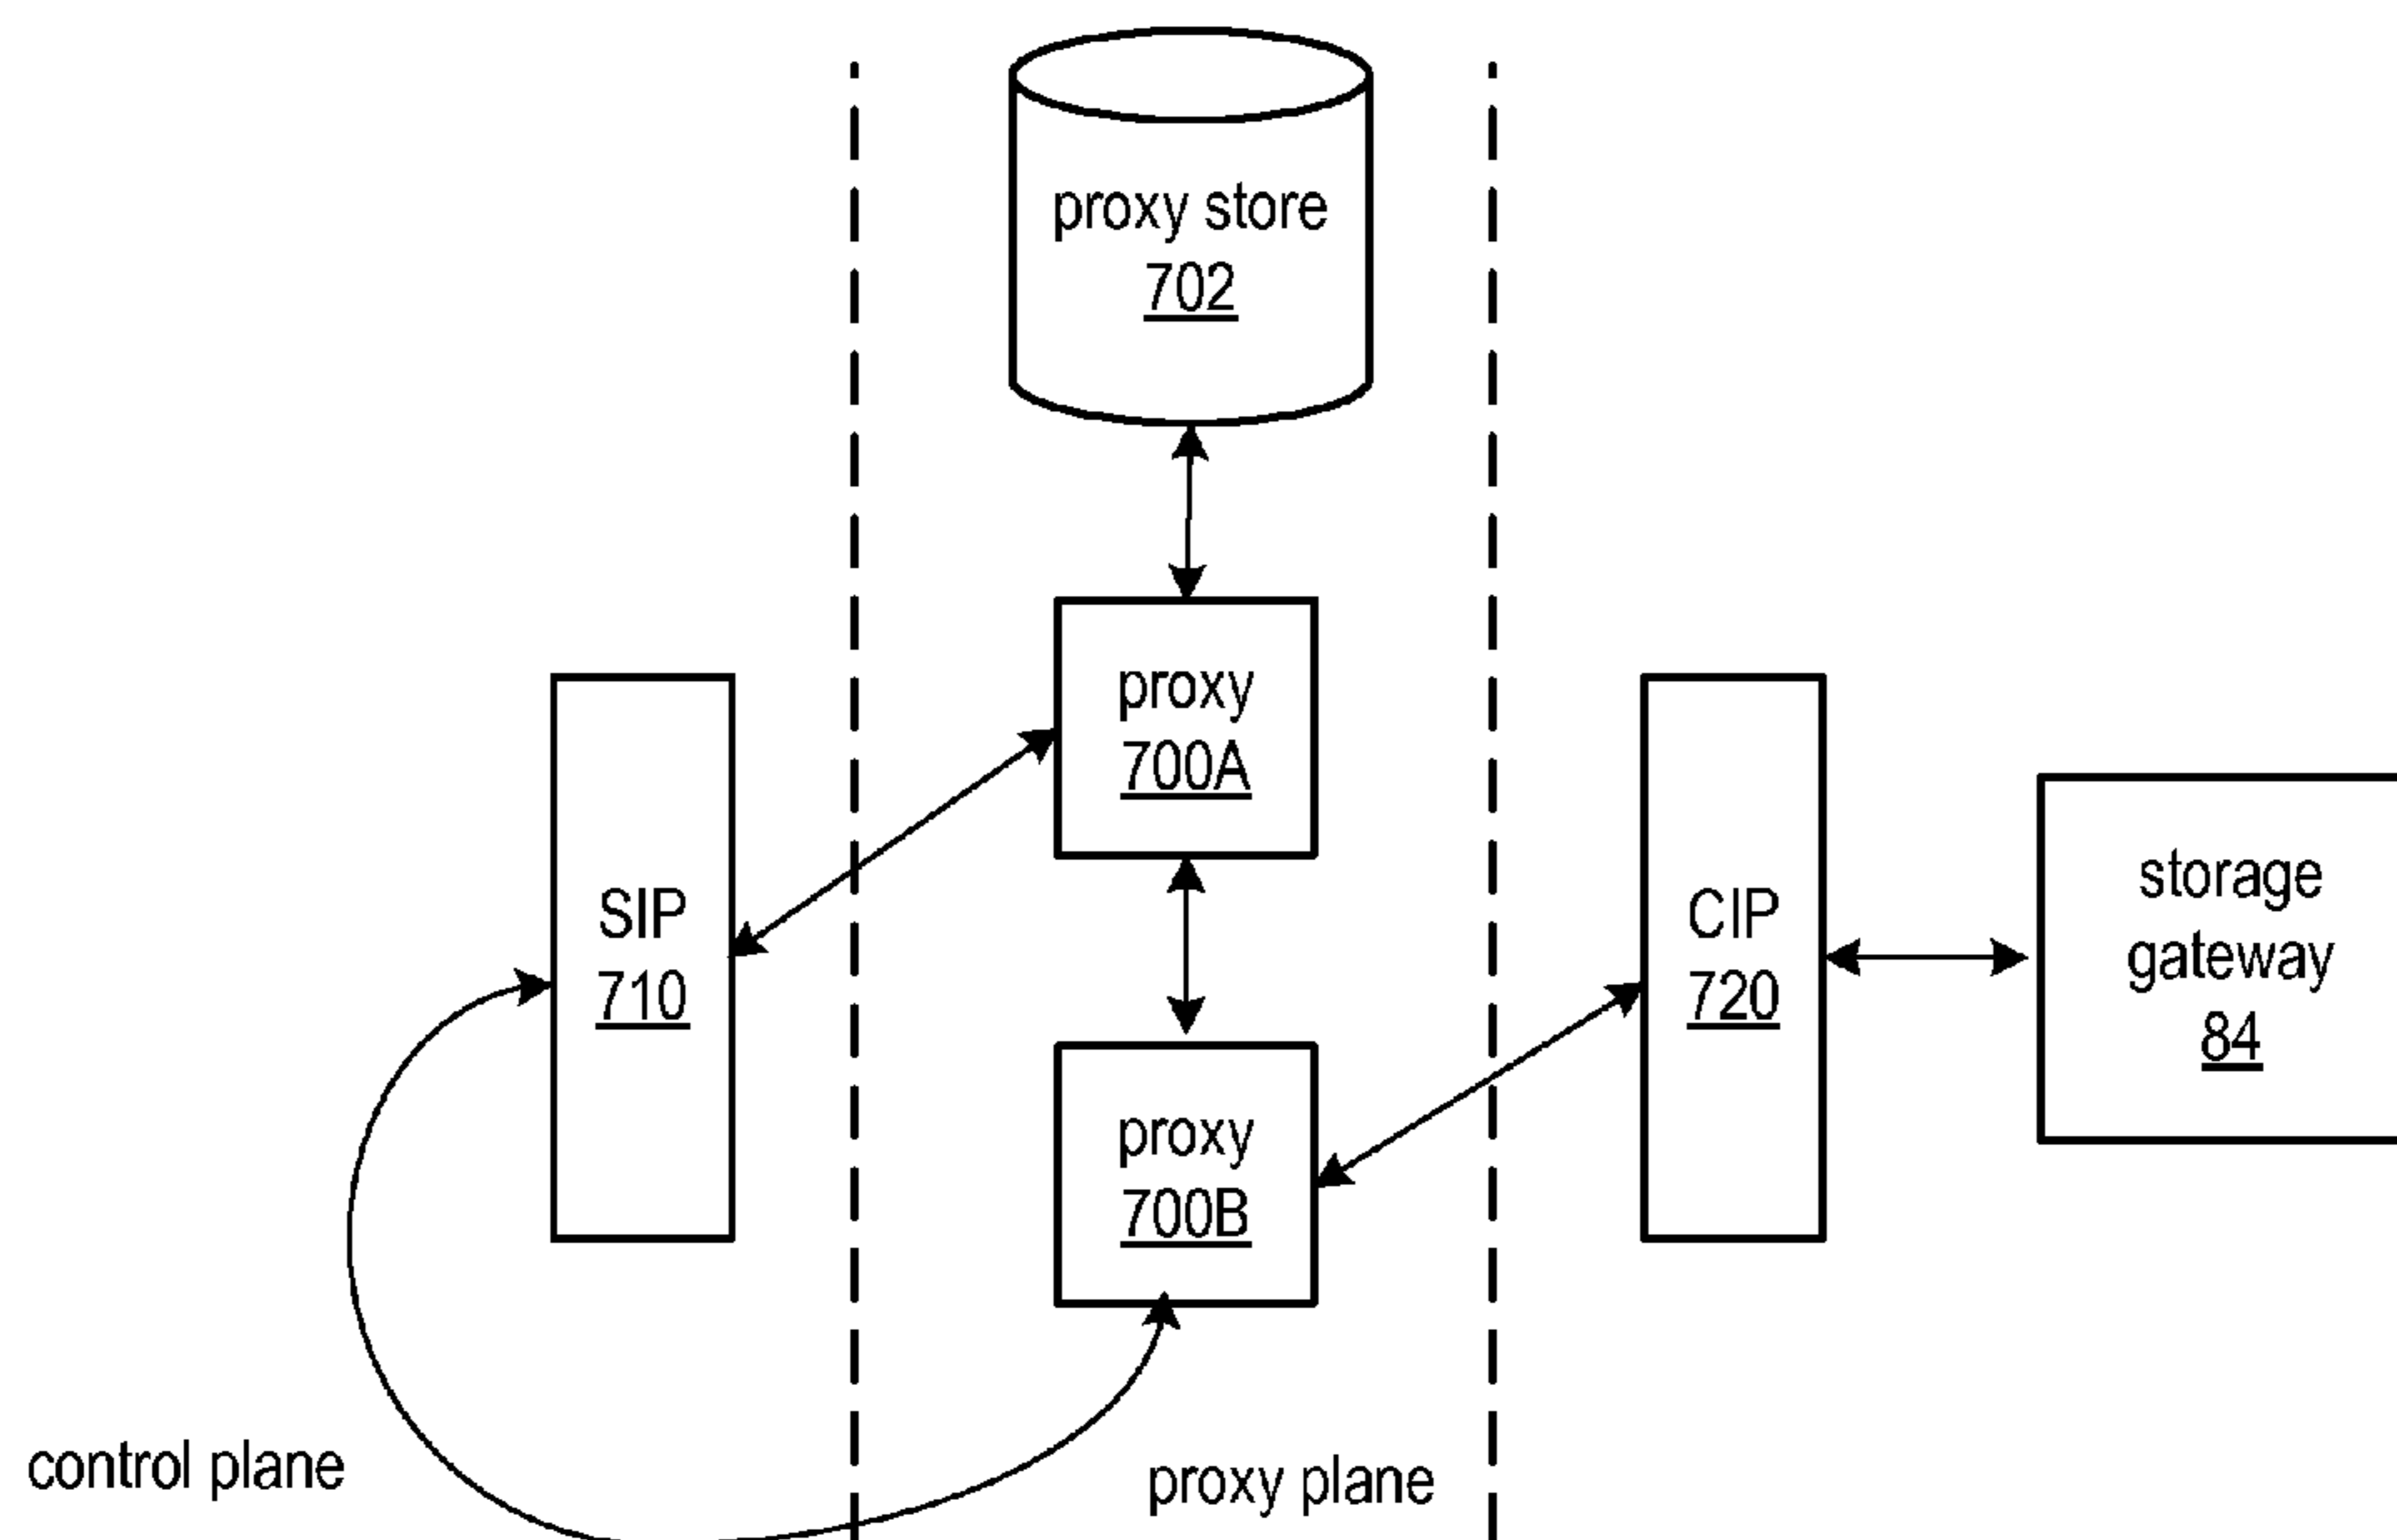 proxy store
702
proxy
700A
SIP
710
CIP
720
storage
gateway
84
proxy
700B
control plane
proxy plane